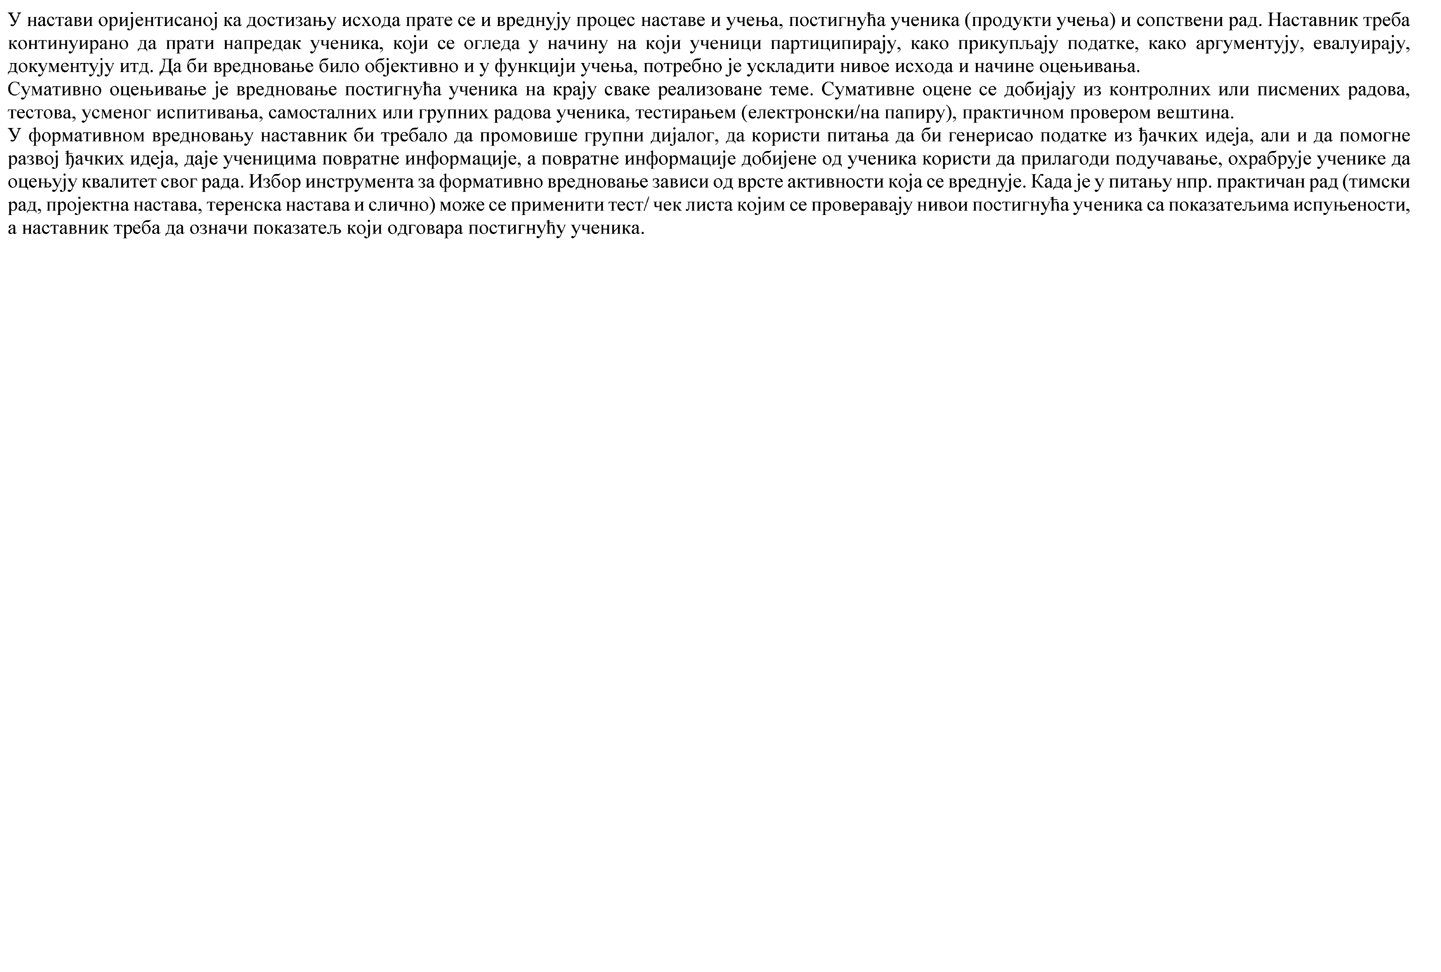 У настави оријентисаној ка достизању исхода прате се и вреднују процес наставе и учења, постигнућа ученика (продукти учења) и сопствени рад. Наставник треба
континуирано да прати напредак ученика, који се огледа у начину на који ученици партиципирају, како прикупљају податке, како аргументују, евалуирају,
документују итд. Да би вредновање било објективно и у функцији учења, потребно је ускладити нивое исхода и начине оцењивања.
Сумативно оцењивање је вредновање постигнућа ученика на крају сваке реализоване теме. Сумативне оцене се добијају из контролних или писмених радова,
тестова, усменог испитивања, самосталних или групних радова ученика, тестирањем (електронски/на папиру), практичном провером вештина.
У формативном вредновању наставник би требало да промовише групни дијалог, да користи питања да би генерисао податке из ђачких идеја, али и да помогне
развој ђачких идеја, даје ученицима повратне информације, а повратне информације добијене од ученика користи да прилагоди подучавање, охрабрује ученике да
оцењују квалитет свог рада. Избор инструмента за формативно вредновање зависи од врсте активности која се вреднује. Када је у питању нпр. практичан рад (тимски
рад, пројектна настава, теренска настава и слично) може се применити тест/ чек листа којим се проверавају нивои постигнућа ученика са показатељима испуњености,
а наставник треба да означи показатељ који одговара постигнућу ученика.